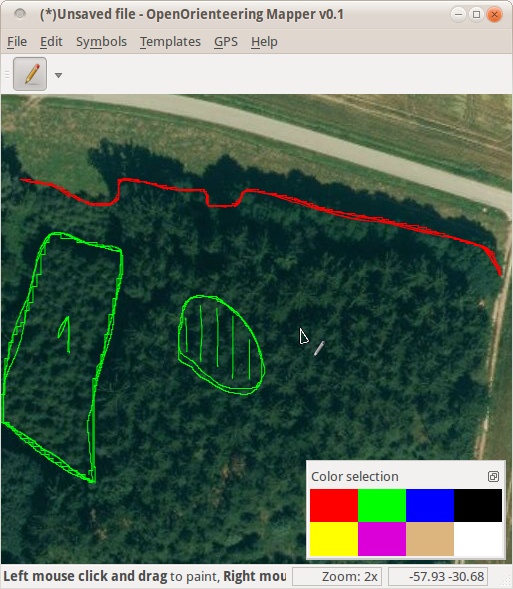 (*)Unsaved file - OpenOrienteering Mapper v0.1
File Edit Symbols Templates GPS Help
1
Color selection
Left mouse click and drag to paint, Right mou Zoom: 2x -57.93 -30.68